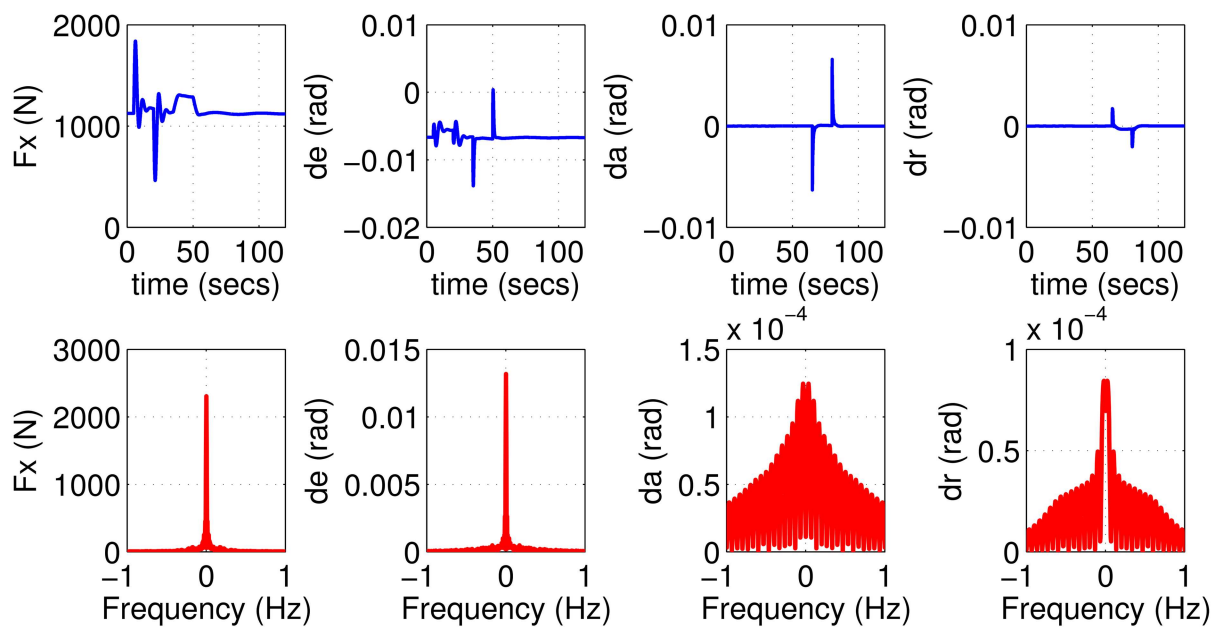 2000
1000
0
Fx (N)
0 50 100
time (secs)
0
−0.01
−0.02
de (rad)
0 50 100
time (secs)
0.01
0
−0.01
da (rad)
0 50 100
time (secs)
0.01
0
−0.01
dr (rad)
0 50 100
time (secs)
3000
2000
1000
0
Fx (N)
−1 0 1
Frequency (Hz)
0.015
0.01
0.005
0
de (rad)
−1 0 1
Frequency (Hz)
x 10−4
1.5
1
0.5
0
da (rad)
−1 0 1
Frequency (Hz)
x 10−4
1
0.5
0
dr (rad)
−1 0 1
Frequency (Hz)